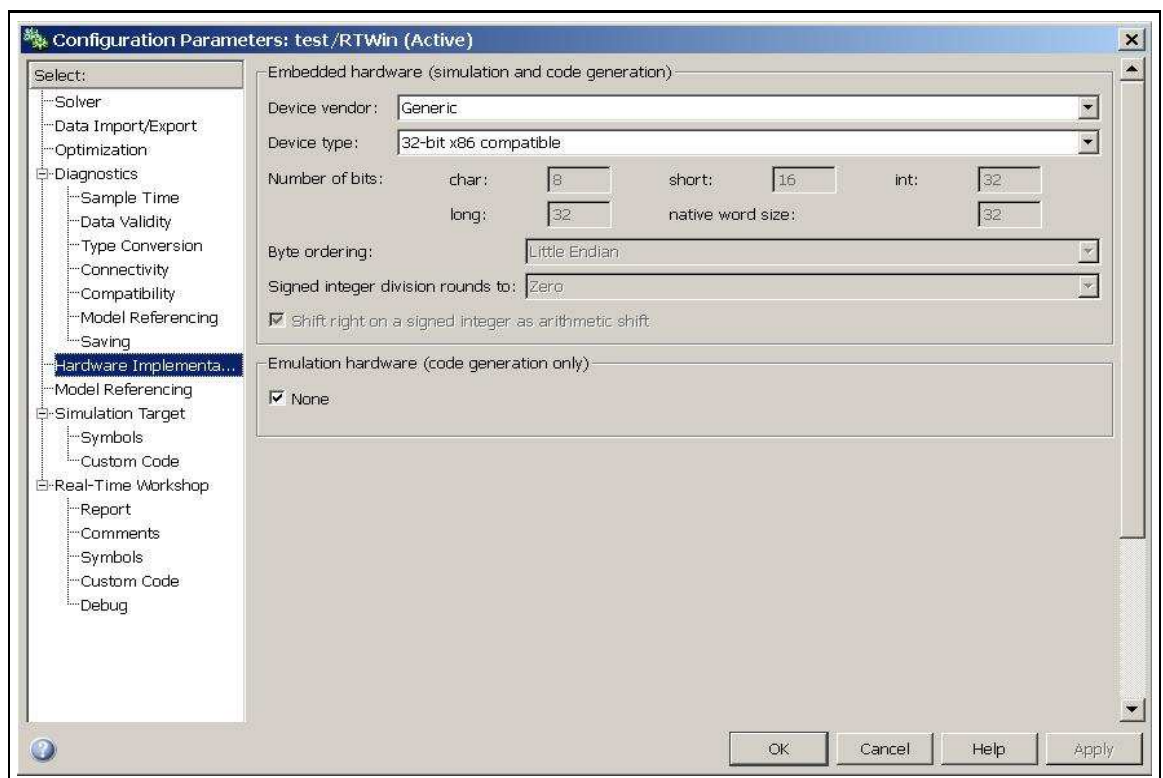 Configuration Parameters: test/RTWin (Active)
Select:
Solver
Data Import/Export
Optimization
Diagnostics
Sample Time
Data Validity
Type Conversion
Connectivity
Compatibility
Model Referencing
Saving
Hardware Implementa...
Model Referencing
Simulation Target
Symbols
Custom Code
Real-Time Workshop
Report
Comments
Symbols
Custom Code
Debug
Embedded hardware (simulation and code generation)
Device vendor: Generic
Device type: 32-bit x86 compatible
Number of bits: char: 8 short: 16 int: 32
long: 32 native word size: 32
Byte ordering: Little Endian
Signed integer division rounds to: Zero
Shift right on a signed integer as arithmetic shift
Emulation hardware (code generation only)
None
OK Cancel Help Apply